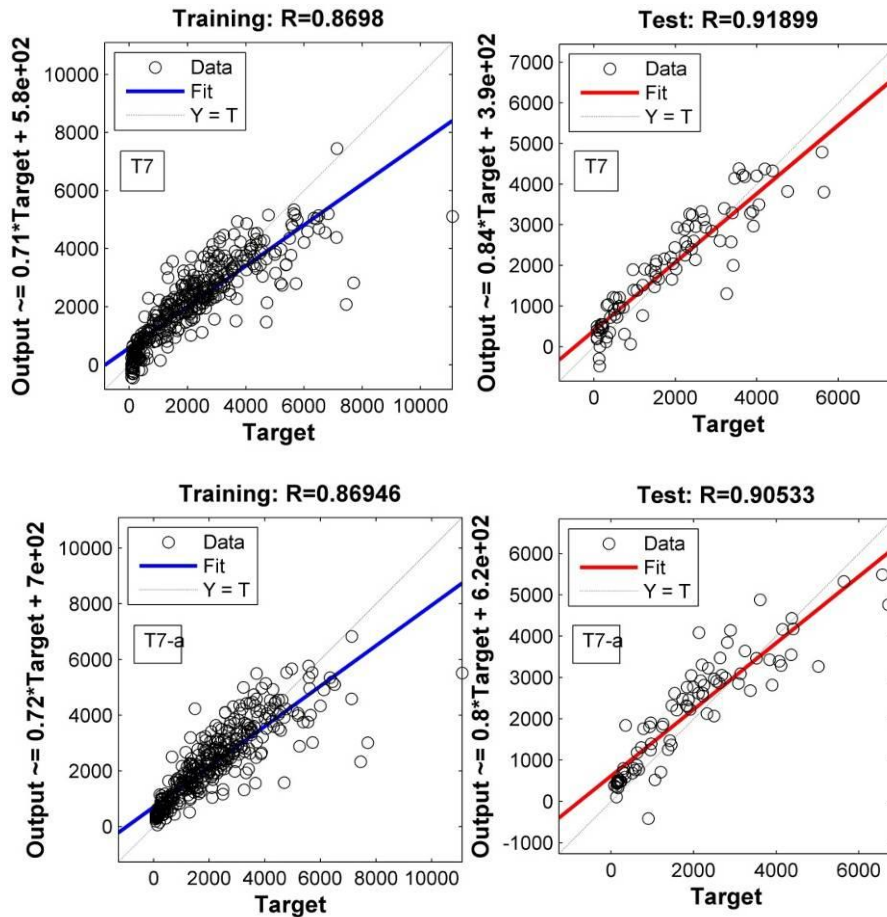 Training: R=0.8698
Output ~= 0.71*Target + 5.8e+02
10000
8000
6000
4000
2000
0
Data
Fit
Y = T
T7
0 2000 4000 6000 8000 10000
Target
Test: R=0.91899
Output ~= 0.84*Target + 3.9e+02
7000
6000
5000
4000
3000
2000
1000
0
Data
Fit
Y = T
T7
0 2000 4000 6000
Target
Training: R=0.86946
Output ~= 0.72*Target + 7e+02
10000
8000
6000
4000
2000
0
Data
Fit
Y = T
T7-a
0 2000 4000 6000 8000 10000
Target
Test: R=0.90533
Output ~= 0.8*Target + 6.2e+02
6000
5000
4000
3000
2000
1000
0
-1000
Data
Fit
Y = T
T7-a
0 2000 4000 6000
Target